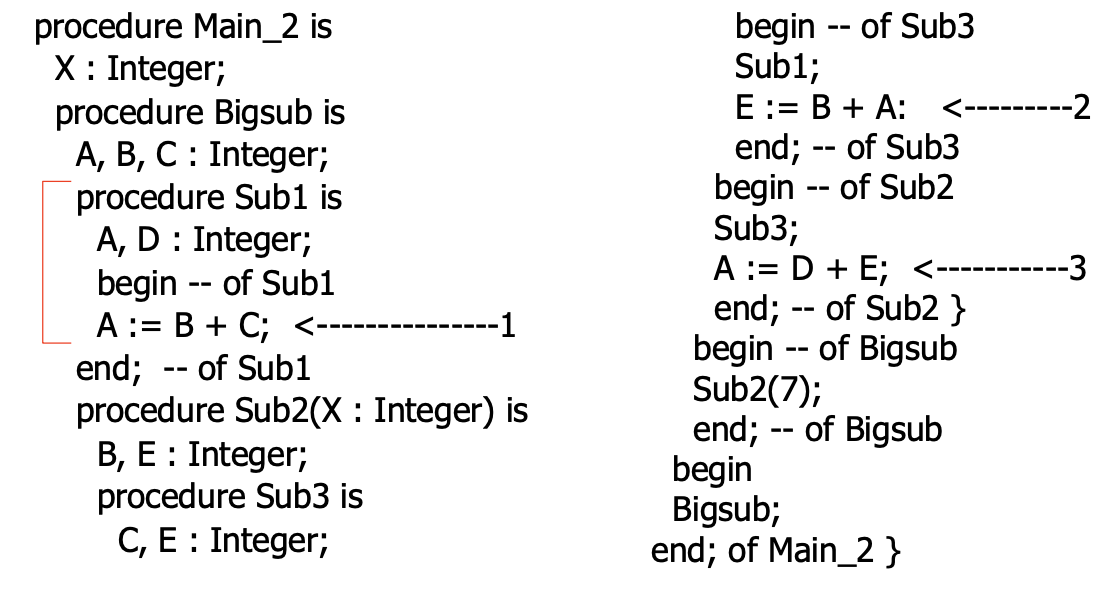 procedure Main_2 is
X : Integer;
procedure Bigsub is
A, B, C : Integer;
procedure Sub1 is
A, D : Integer;
begin -- of Sub1
A := B + C; <---------------1
end; -- of Sub1
procedure Sub2(X : Integer) is
B, E : Integer;
procedure Sub3 is
C, E : Integer;
begin -- of Sub3
Sub1;
E := B + A: <---------2
end; -- of Sub3
begin -- of Sub2
Sub3;
A := D + E; <-----------3
end; -- of Sub2 }
begin -- of Bigsub
Sub2(7);
end; -- of Bigsub
begin
Bigsub;
end; of Main_2 }